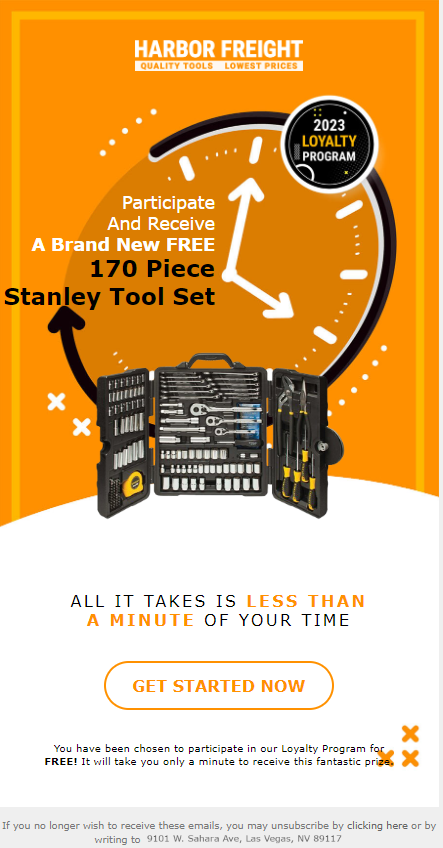 HARBOR FREIGHT
QUALITY TOOLS LOWEST PRICES
2023
LOYALTY
PROGRAM
Participate
And Receive
A Brand New FREE
170 Piece
Stanley Tool Set
ALL IT TAKES IS LESS THAN
A MINUTE OF YOUR TIME
GET STARTED NOW
You have been chosen to participate in our Loyalty Program for
FREE! It will take you only a minute to receive this fantastic prize.
If you no longer wish to receive these emails, you may unsubscribe by clicking here or by
writing to 9101 W. Sahara Ave, Las Vegas, NV 89117